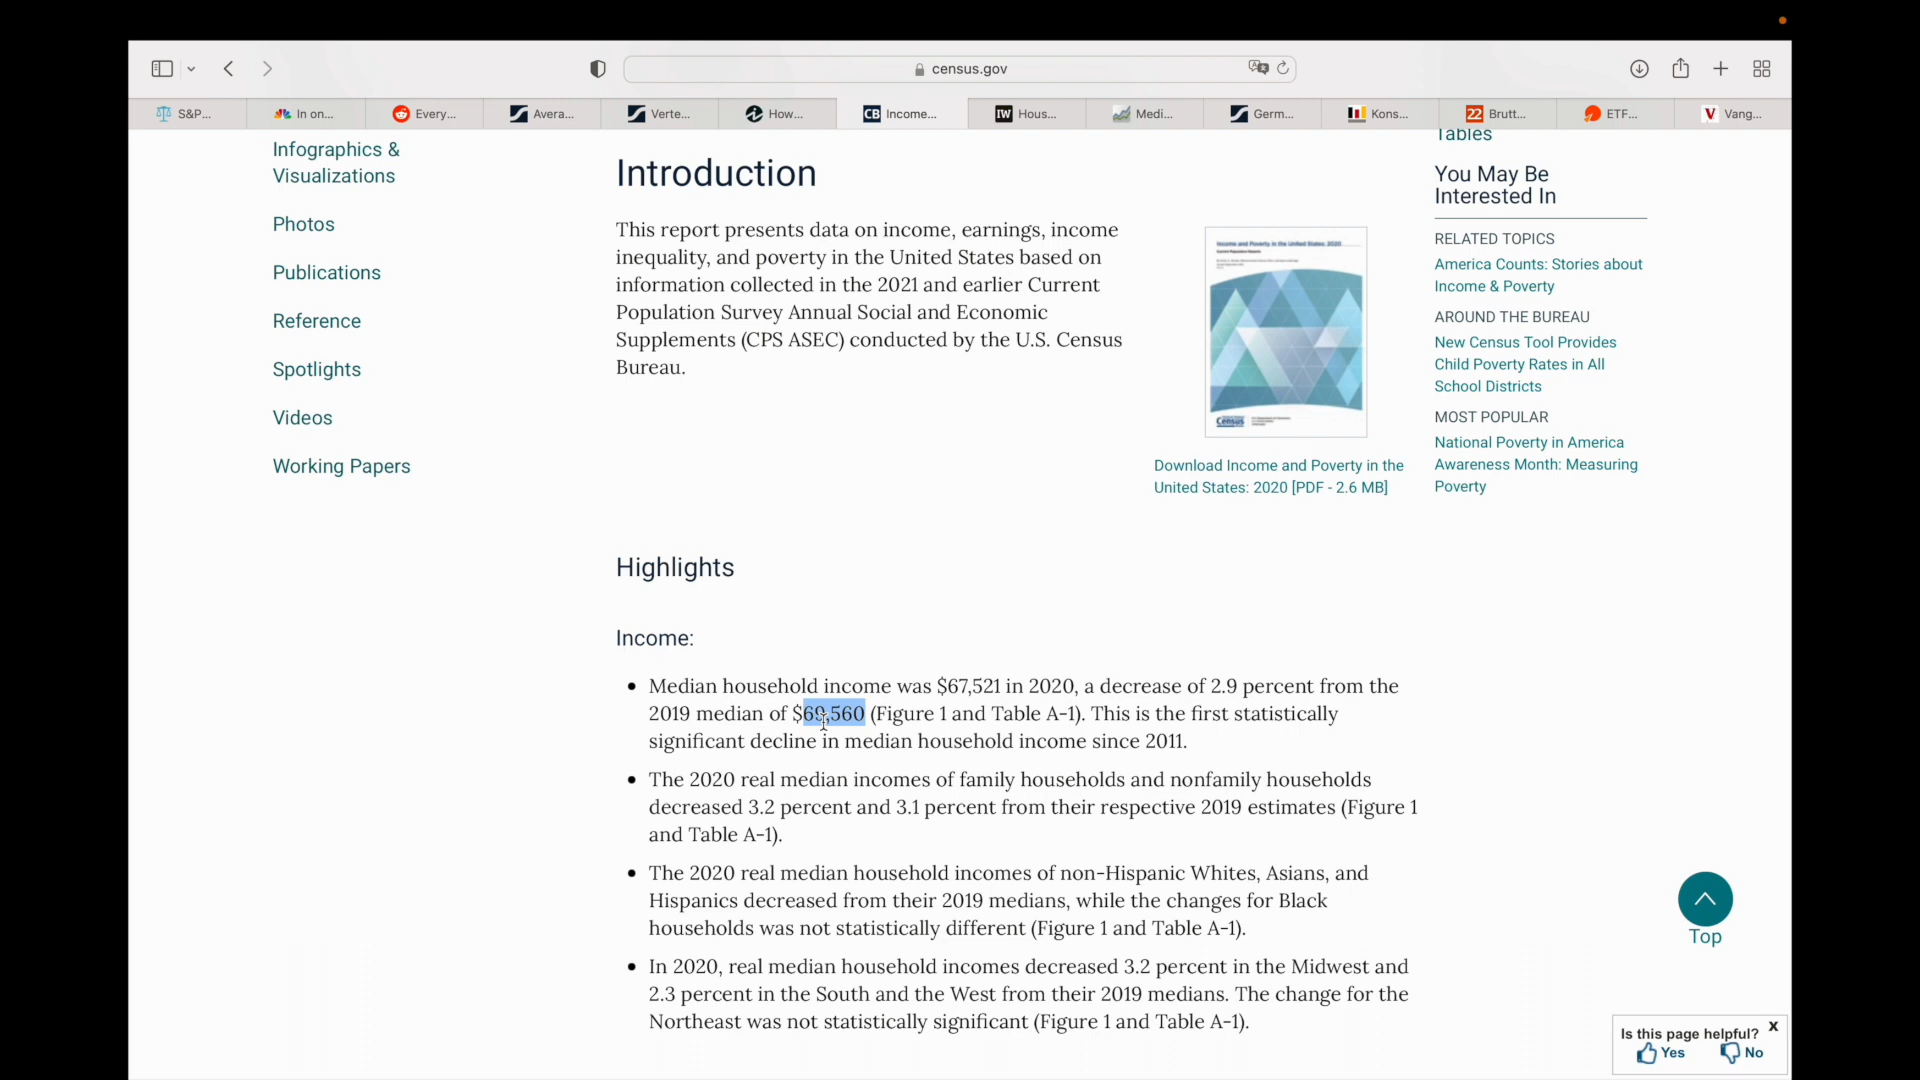 census.gov
S&P...
In on...
Every...
Avera...
Verte...
How...
CB Income...
IW Hous...
Medi...
Germ...
Kons...
22 Brutt...
ETF...
V Vang...
Infographics &
Visualizations
Photos
Publications
Reference
Spotlights
Videos
Working Papers
Introduction
This report presents data on income, earnings, income
inequality, and poverty in the United States based on
information collected in the 2021 and earlier Current
Population Survey Annual Social and Economic
Supplements (CPS ASEC) conducted by the U.S. Census
Bureau.
Income and Poverty in the United States: 2020
Census
Download Income and Poverty in the
United States: 2020 [PDF - 2.6 MB]
Tables
You May Be
Interested In
RELATED TOPICS
America Counts: Stories about
Income & Poverty
AROUND THE BUREAU
New Census Tool Provides
Child Poverty Rates in All
School Districts
MOST POPULAR
National Poverty in America
Awareness Month: Measuring
Poverty
Highlights
Income:
• Median household income was $67,521 in 2020, a decrease of 2.9 percent from the
2019 median of $69,560 (Figure 1 and Table A-1). This is the first statistically
significant decline in median household income since 2011.
• The 2020 real median incomes of family households and nonfamily households
decreased 3.2 percent and 3.1 percent from their respective 2019 estimates (Figure 1
and Table A-1).
• The 2020 real median household incomes of non-Hispanic Whites, Asians, and
Hispanics decreased from their 2019 medians, while the changes for Black
households was not statistically different (Figure 1 and Table A-1).
• In 2020, real median household incomes decreased 3.2 percent in the Midwest and
2.3 percent in the South and the West from their 2019 medians. The change for the
Northeast was not statistically significant (Figure 1 and Table A-1).
Top
Is this page helpful? X
Yes No